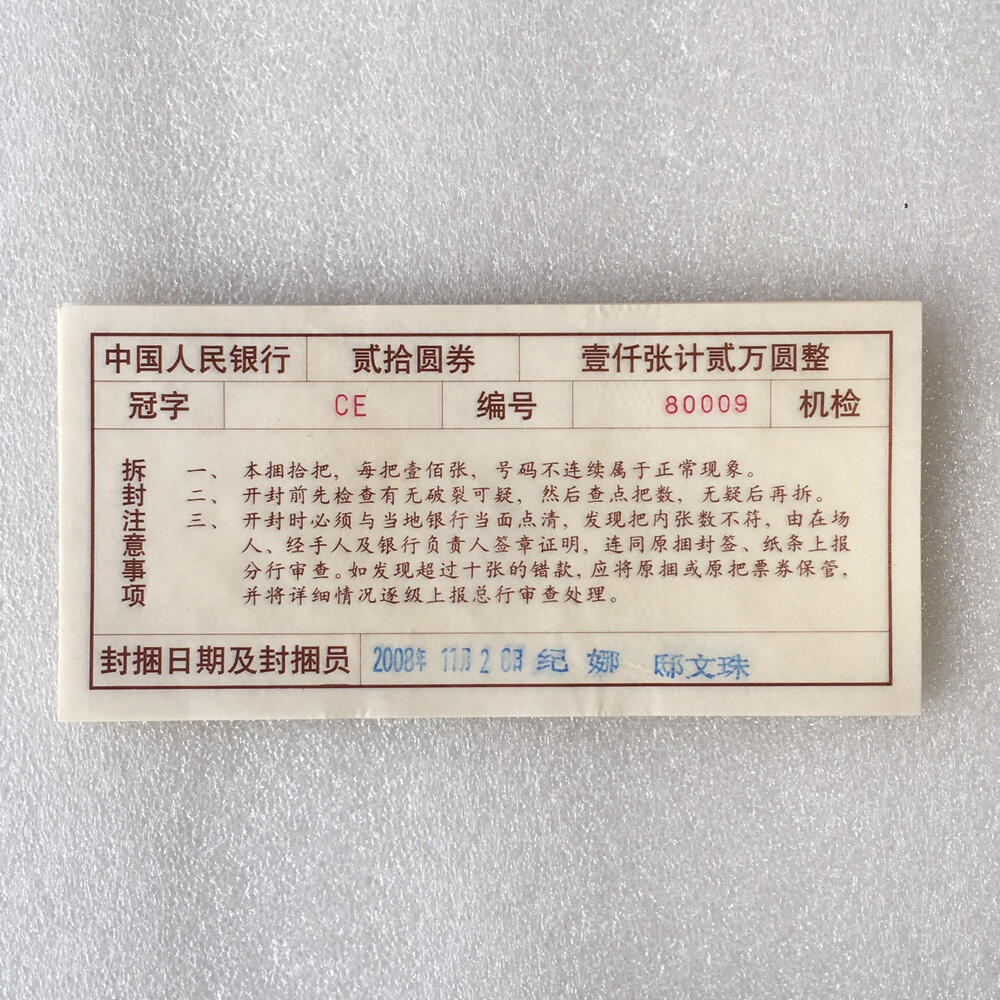 中国人民银行 贰拾圆券 壹仟张计贰万圆整
冠字 CE 编号 80009 机检
拆封注意事项
一、本捆拾把，每把壹佰张，号码不连续属于正常现象。
二、开封前先检查有无破裂可疑，然后查点把数，无疑后再拆。
三、开封时必须与当地银行当面点清，发现把内张数不符，由在场
人、经手人及银行负责人签章证明，连同原捆封签、纸条上报
分行审查。如发现超过十张的错款，应将原捆或原把票券保管，
并将详细情况逐级上报总行审查处理。
封捆日期及封捆员 2008年 11月 26日 纪 娜 邸文珠